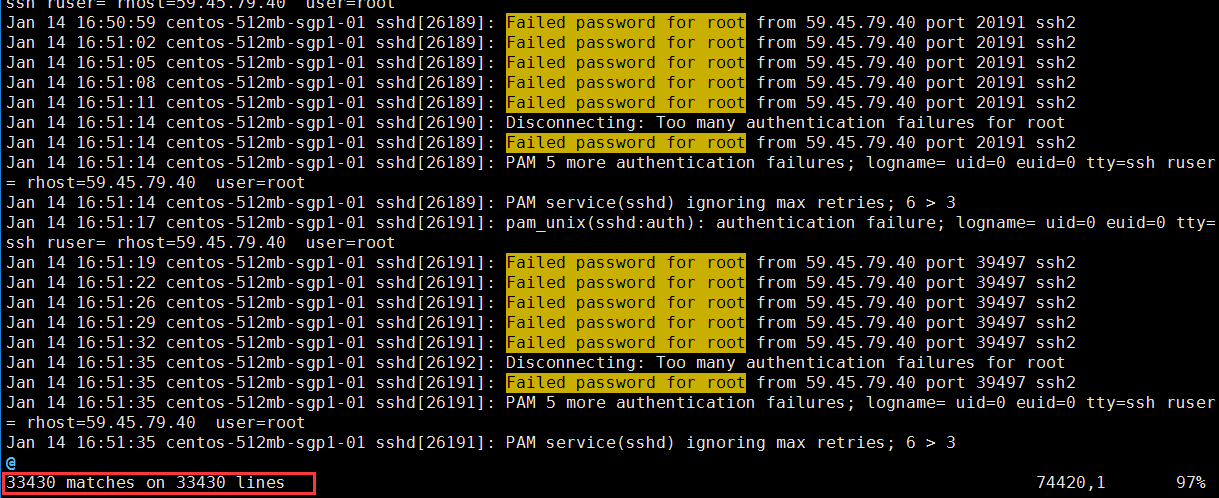 ssh ruser= rhost=59.45.79.40  user=root
Jan 14 16:50:59 centos-512mb-sgp1-01 sshd[26189]: Failed password for root from 59.45.79.40 port 20191 ssh2
Jan 14 16:51:02 centos-512mb-sgp1-01 sshd[26189]: Failed password for root from 59.45.79.40 port 20191 ssh2
Jan 14 16:51:05 centos-512mb-sgp1-01 sshd[26189]: Failed password for root from 59.45.79.40 port 20191 ssh2
Jan 14 16:51:08 centos-512mb-sgp1-01 sshd[26189]: Failed password for root from 59.45.79.40 port 20191 ssh2
Jan 14 16:51:11 centos-512mb-sgp1-01 sshd[26189]: Failed password for root from 59.45.79.40 port 20191 ssh2
Jan 14 16:51:14 centos-512mb-sgp1-01 sshd[26190]: Disconnecting: Too many authentication failures for root
Jan 14 16:51:14 centos-512mb-sgp1-01 sshd[26189]: Failed password for root from 59.45.79.40 port 20191 ssh2
Jan 14 16:51:14 centos-512mb-sgp1-01 sshd[26189]: PAM 5 more authentication failures; logname= uid=0 euid=0 tty=ssh ruser
= rhost=59.45.79.40  user=root
Jan 14 16:51:14 centos-512mb-sgp1-01 sshd[26189]: PAM service(sshd) ignoring max retries; 6 > 3
Jan 14 16:51:17 centos-512mb-sgp1-01 sshd[26191]: pam_unix(sshd:auth): authentication failure; logname= uid=0 euid=0 tty=
ssh ruser= rhost=59.45.79.40  user=root
Jan 14 16:51:19 centos-512mb-sgp1-01 sshd[26191]: Failed password for root from 59.45.79.40 port 39497 ssh2
Jan 14 16:51:22 centos-512mb-sgp1-01 sshd[26191]: Failed password for root from 59.45.79.40 port 39497 ssh2
Jan 14 16:51:26 centos-512mb-sgp1-01 sshd[26191]: Failed password for root from 59.45.79.40 port 39497 ssh2
Jan 14 16:51:29 centos-512mb-sgp1-01 sshd[26191]: Failed password for root from 59.45.79.40 port 39497 ssh2
Jan 14 16:51:32 centos-512mb-sgp1-01 sshd[26191]: Failed password for root from 59.45.79.40 port 39497 ssh2
Jan 14 16:51:35 centos-512mb-sgp1-01 sshd[26192]: Disconnecting: Too many authentication failures for root
Jan 14 16:51:35 centos-512mb-sgp1-01 sshd[26191]: Failed password for root from 59.45.79.40 port 39497 ssh2
Jan 14 16:51:35 centos-512mb-sgp1-01 sshd[26191]: PAM 5 more authentication failures; logname= uid=0 euid=0 tty=ssh ruser
= rhost=59.45.79.40  user=root
Jan 14 16:51:35 centos-512mb-sgp1-01 sshd[26191]: PAM service(sshd) ignoring max retries; 6 > 3
@
33430 matches on 33430 lines 74420,1 97%